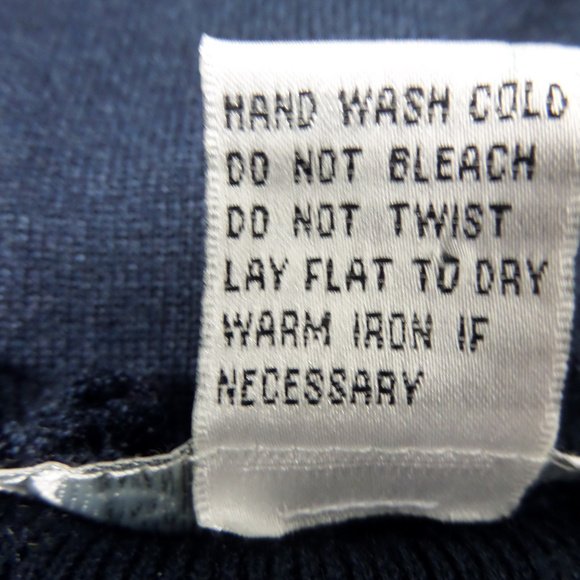 HAND WASH COLD
DO NOT BLEACH
DO NOT TWIST
LAY FLAT TO DRY
WARM IRON IF
NECESSARY